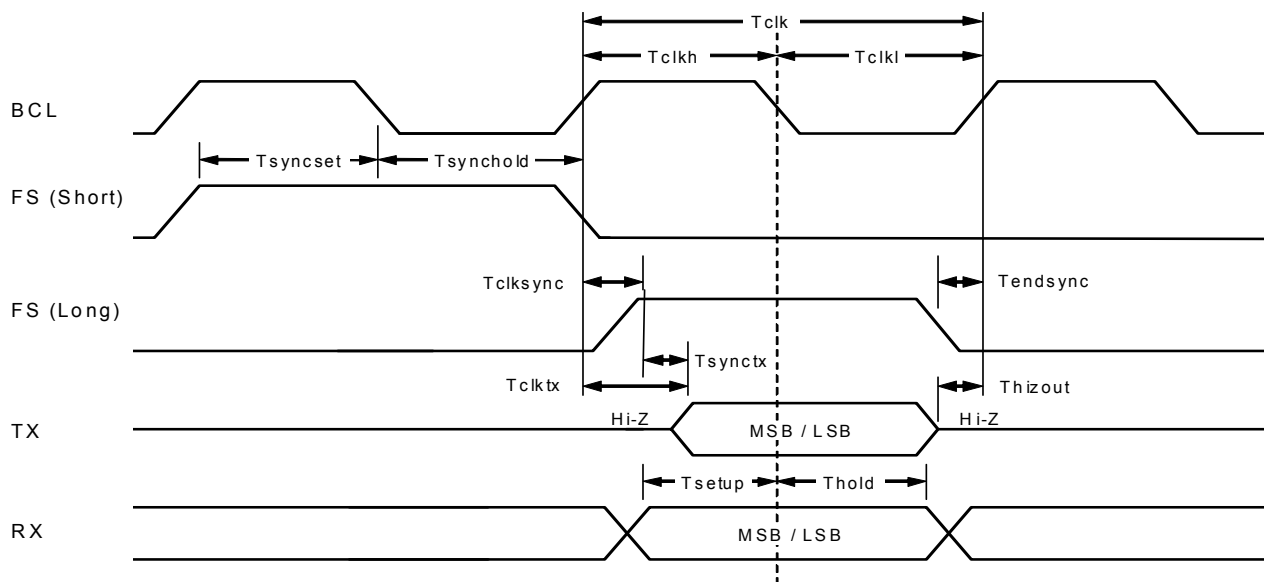 Tclk
Tclkh
Tclkl
BCL
Tsyncset
Tsynchold
FS (Short)
Tclksync
Tendsync
FS (Long)
Tsynctx
Tclktx
Thizout
Hi-Z
Hi-Z
TX
MSB / LSB
Tsetup
Thold
RX
MSB / LSB